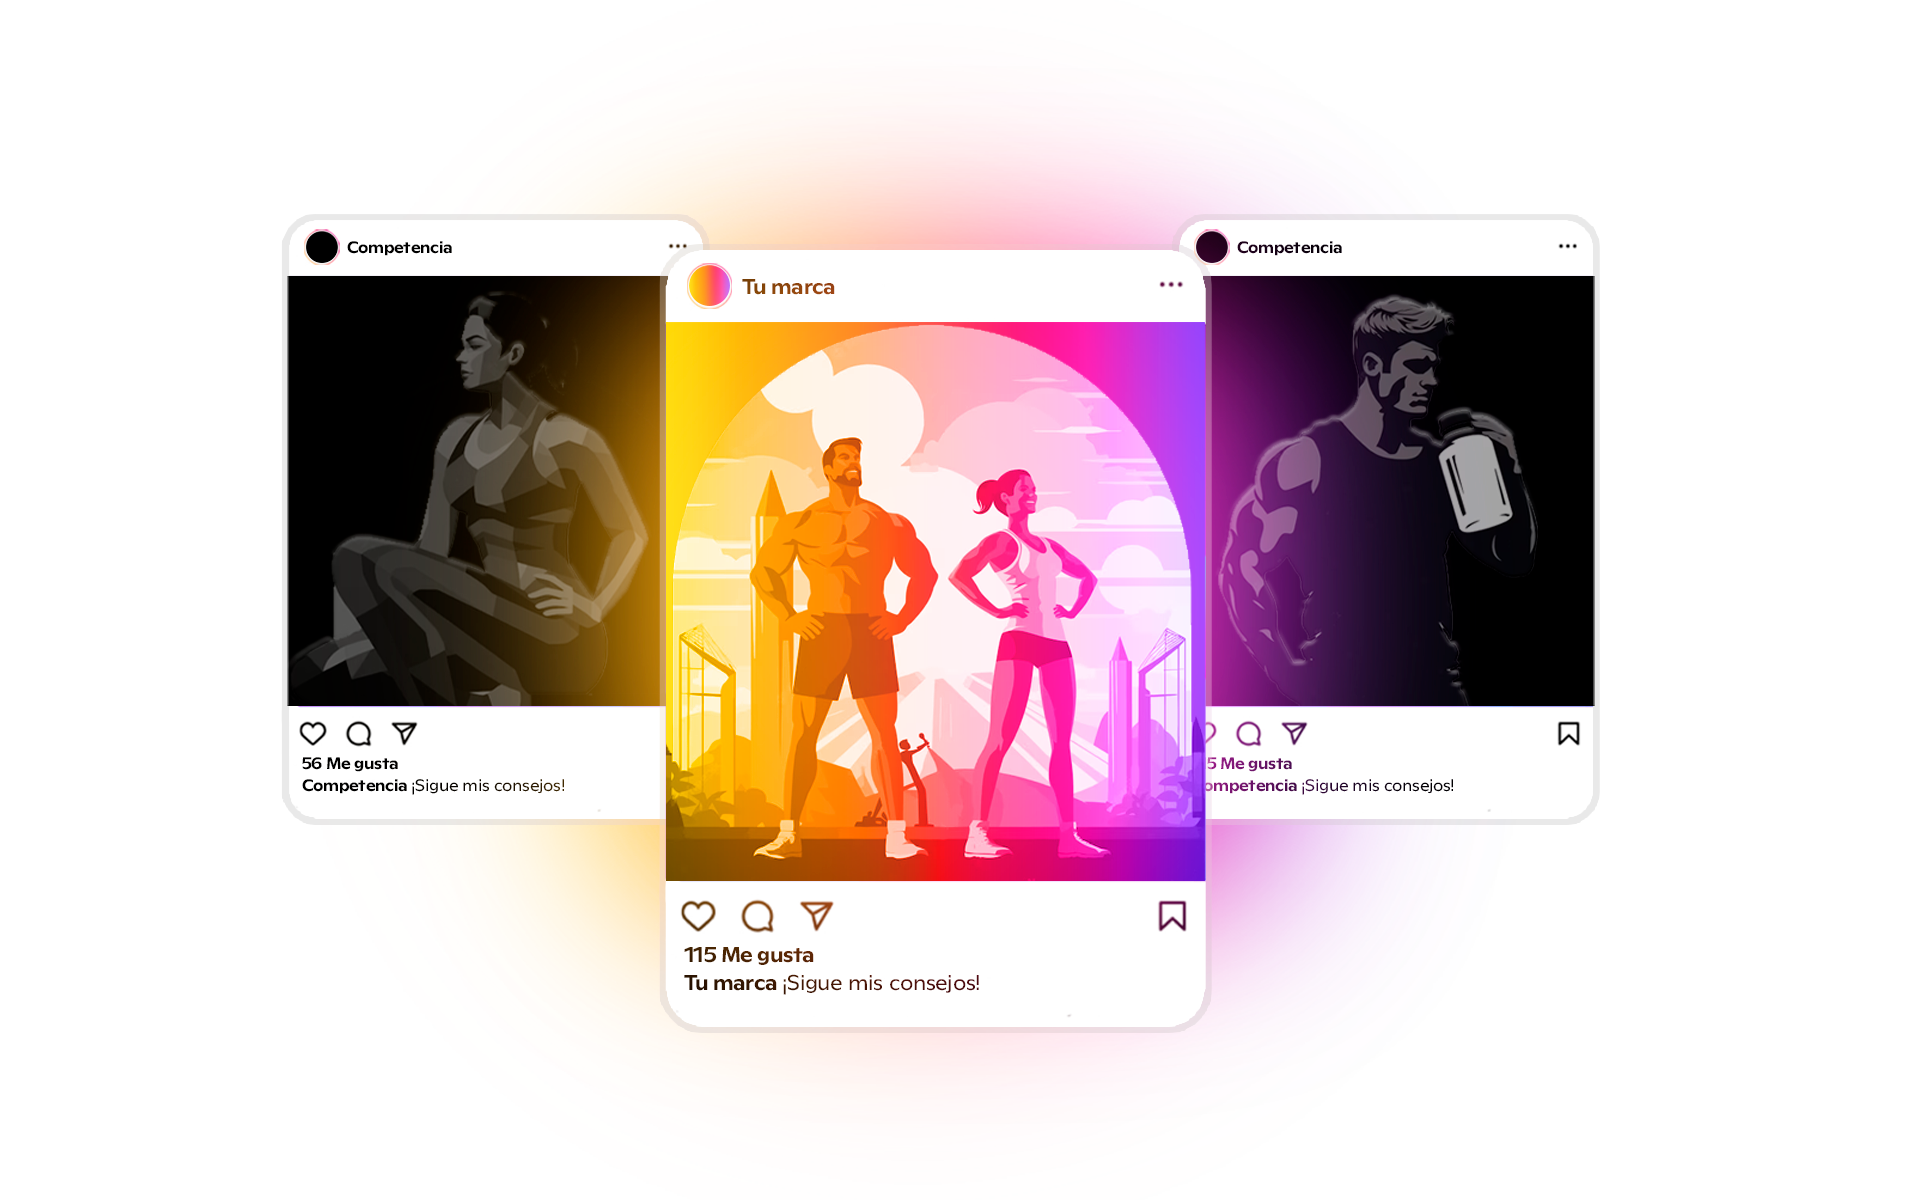 Competencia
56 Me gusta
Competencia ¡Sigue mis consejos!
Tu marca
115 Me gusta
Tu marca ¡Sigue mis consejos!
Competencia
5 Me gusta
ompetencia ¡Sigue mis consejos!